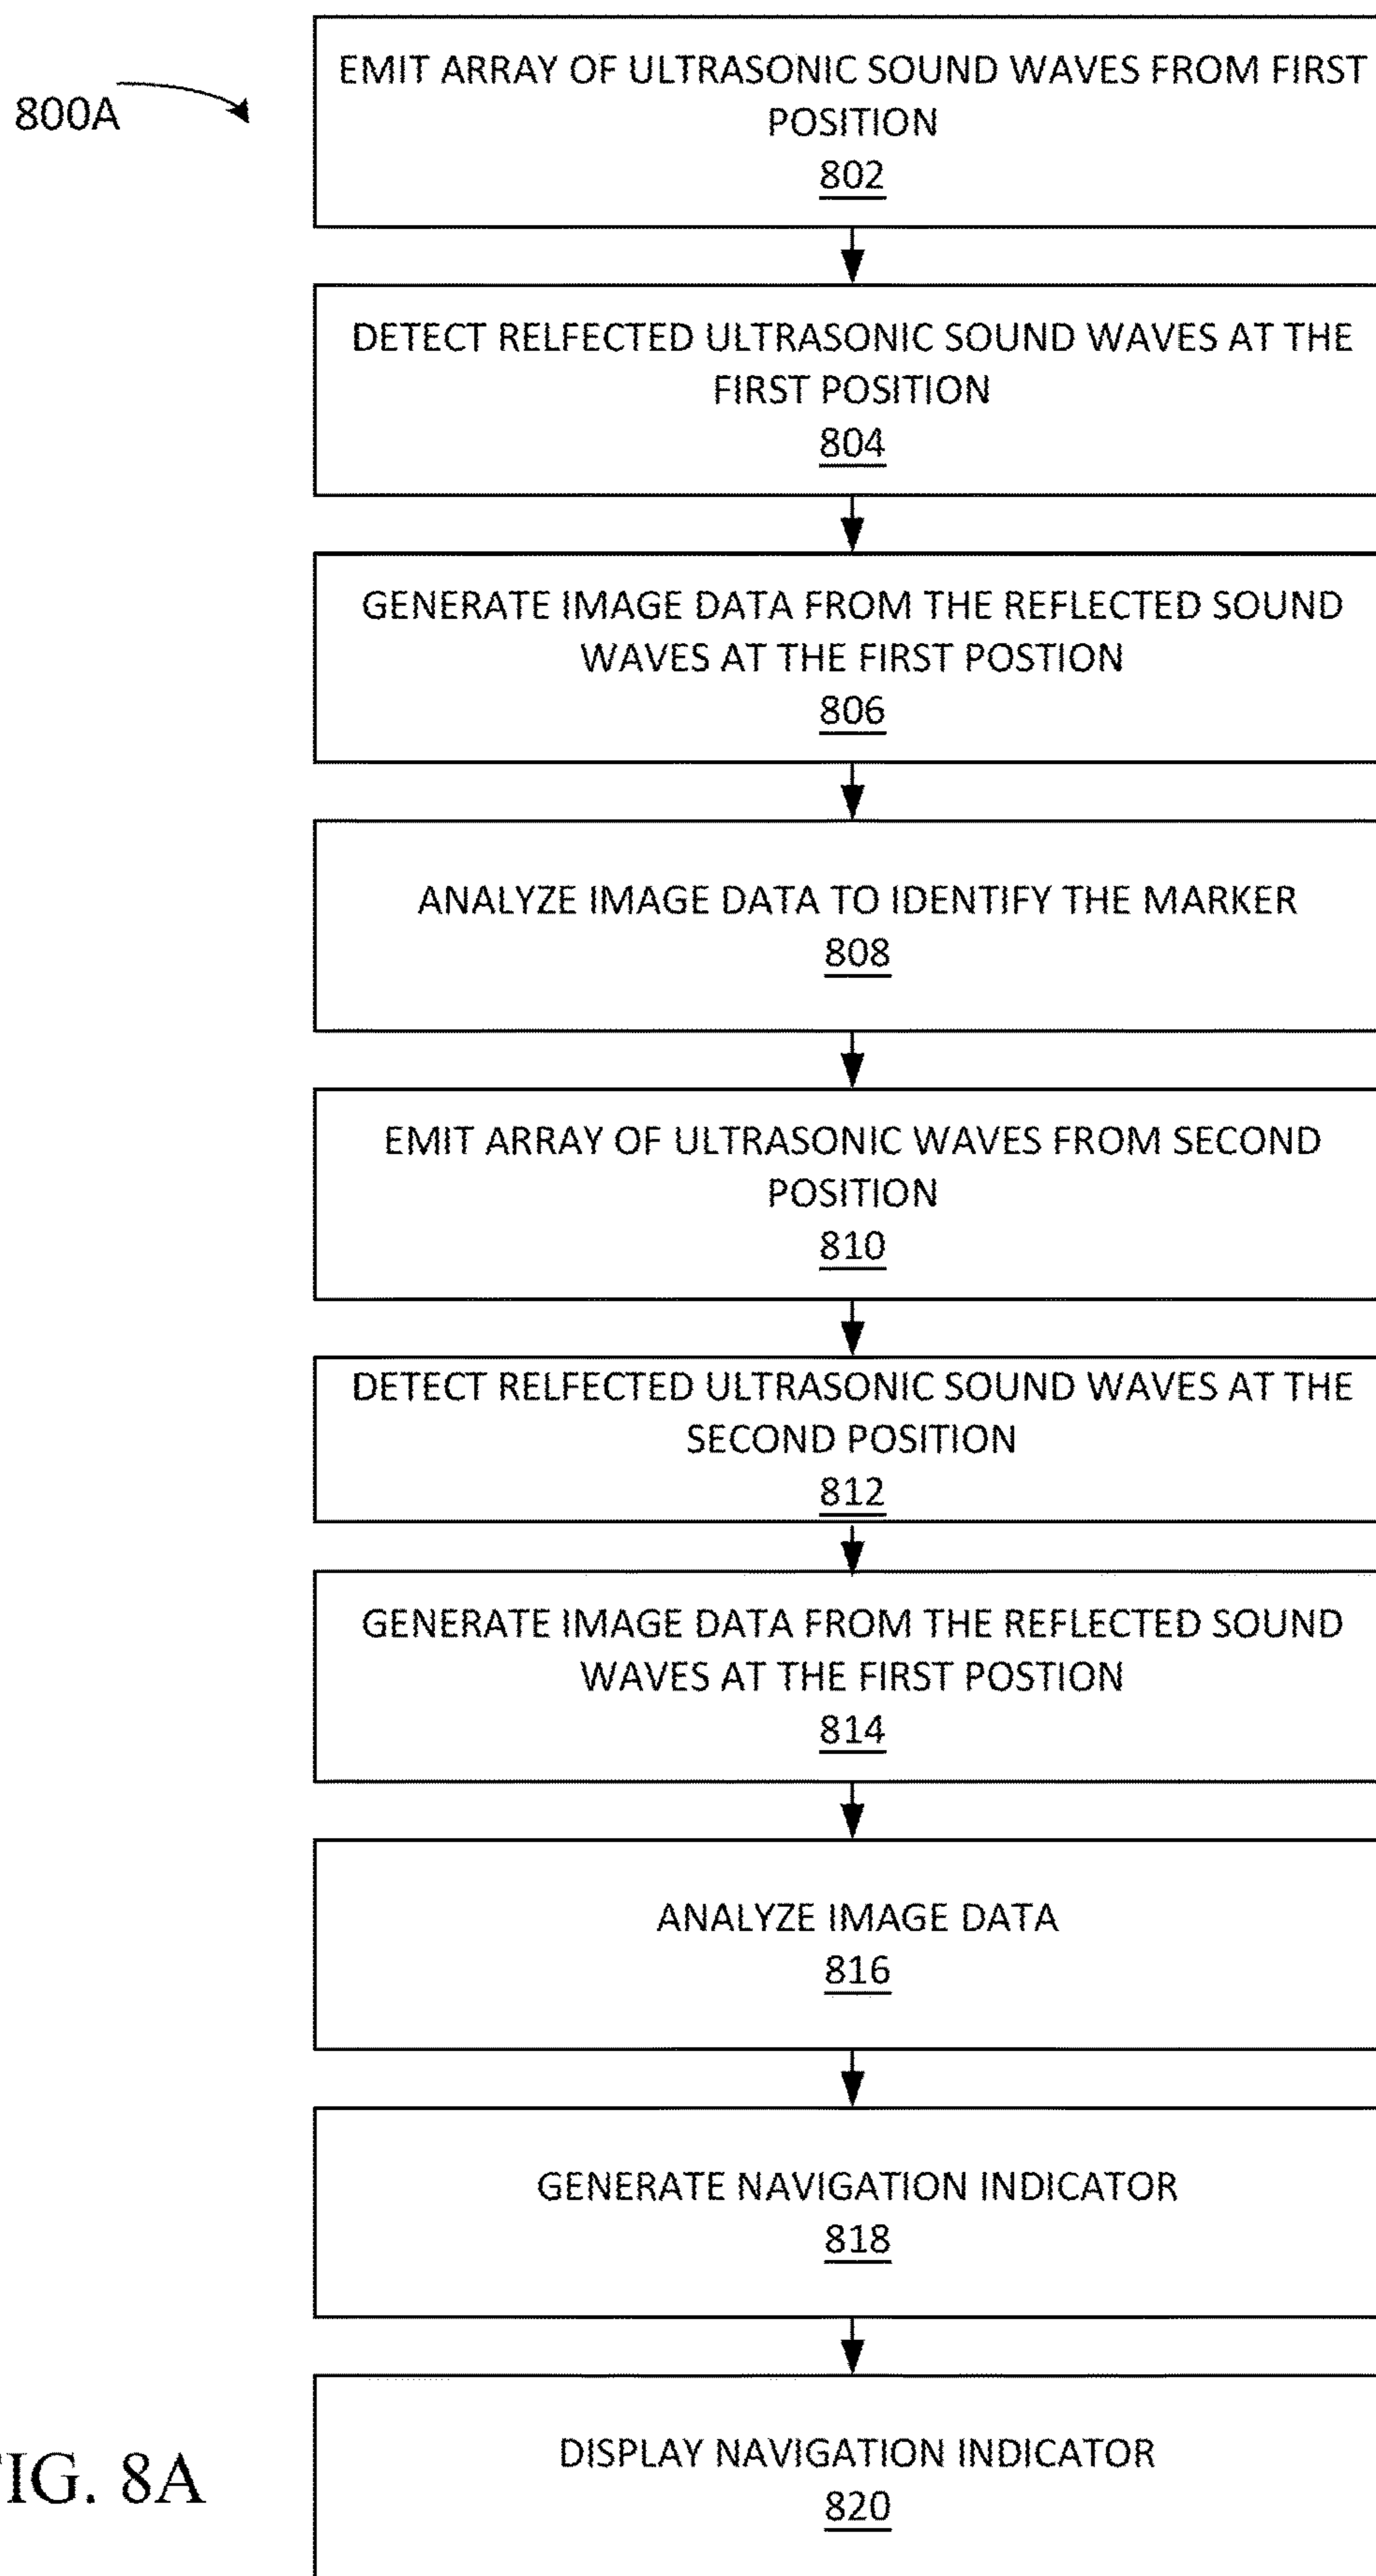 800A
EMIT ARRAY OF ULTRASONIC SOUND WAVES FROM FIRST
POSITION
802
DETECT RELFECTED ULTRASONIC SOUND WAVES AT THE
FIRST POSITION
804
GENERATE IMAGE DATA FROM THE REFLECTED SOUND
WAVES AT THE FIRST POSTION
806
ANALYZE IMAGE DATA TO IDENTIFY THE MARKER
808
EMIT ARRAY OF ULTRASONIC WAVES FROM SECOND
POSITION
810
DETECT RELFECTED ULTRASONIC SOUND WAVES AT THE
SECOND POSITION
812
GENERATE IMAGE DATA FROM THE REFLECTED SOUND
WAVES AT THE FIRST POSTION
814
ANALYZE IMAGE DATA
816
GENERATE NAVIGATION INDICATOR
818
DISPLAY NAVIGATION INDICATOR
820
IG. 8A